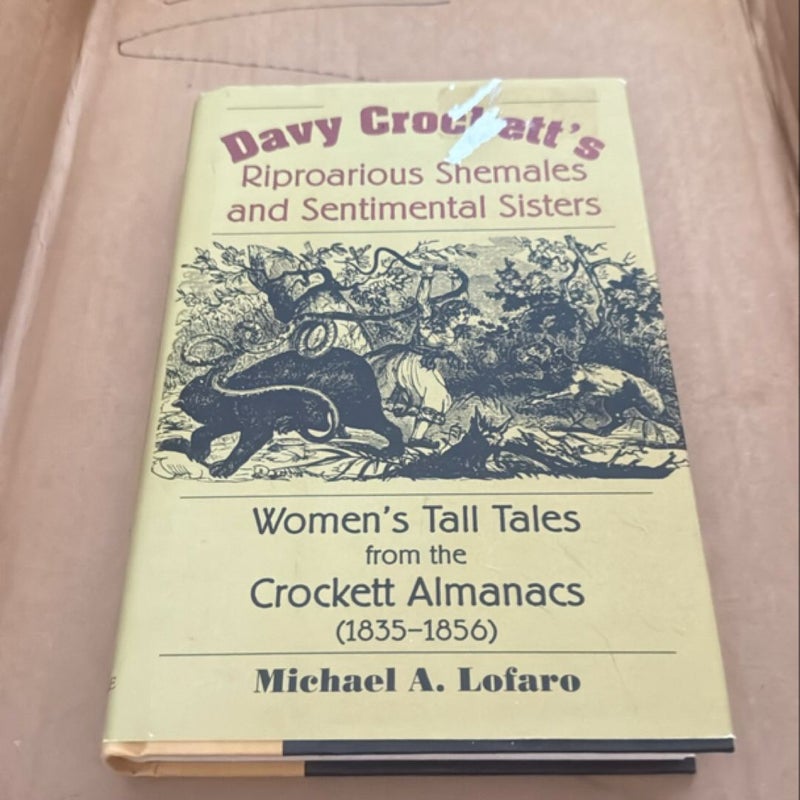 Davy Crockett's
Riproarious Shemales
and Sentimental Sisters
Women's Tall Tales
from the
Crockett Almanacs
(1835–1856)
Michael A. Lofaro